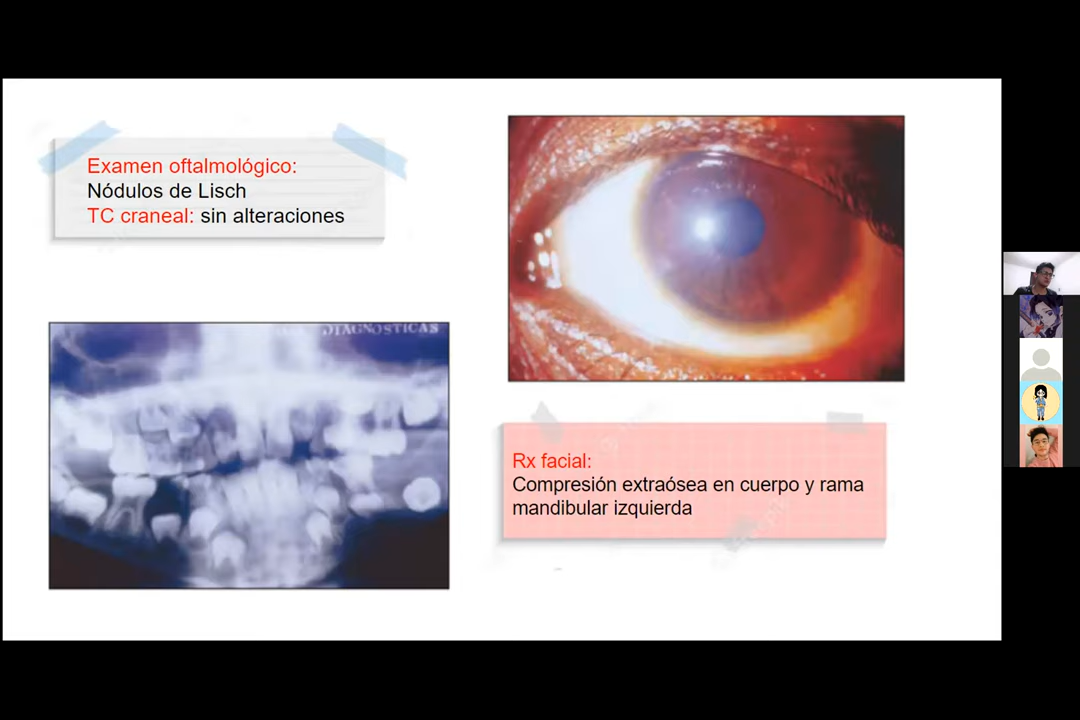 Examen oftalmológico:
Nódulos de Lisch
TC craneal: sin alteraciones
DIAGNOSTICAS
Rx facial:
Compresión extraósea en cuerpo y rama
mandibular izquierda